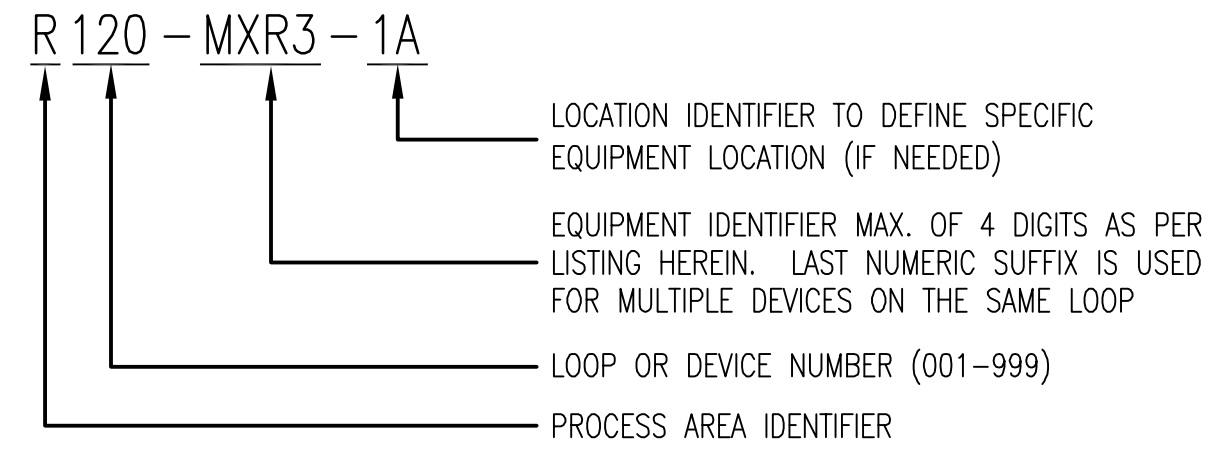 R 120 - MXR3 - 1A
LOCATION IDENTIFIER TO DEFINE SPECIFIC
EQUIPMENT LOCATION (IF NEEDED)
EQUIPMENT IDENTIFIER MAX. OF 4 DIGITS AS PER
LISTING HEREIN. LAST NUMERIC SUFFIX IS USED
FOR MULTIPLE DEVICES ON THE SAME LOOP
LOOP OR DEVICE NUMBER (001-999)
PROCESS AREA IDENTIFIER